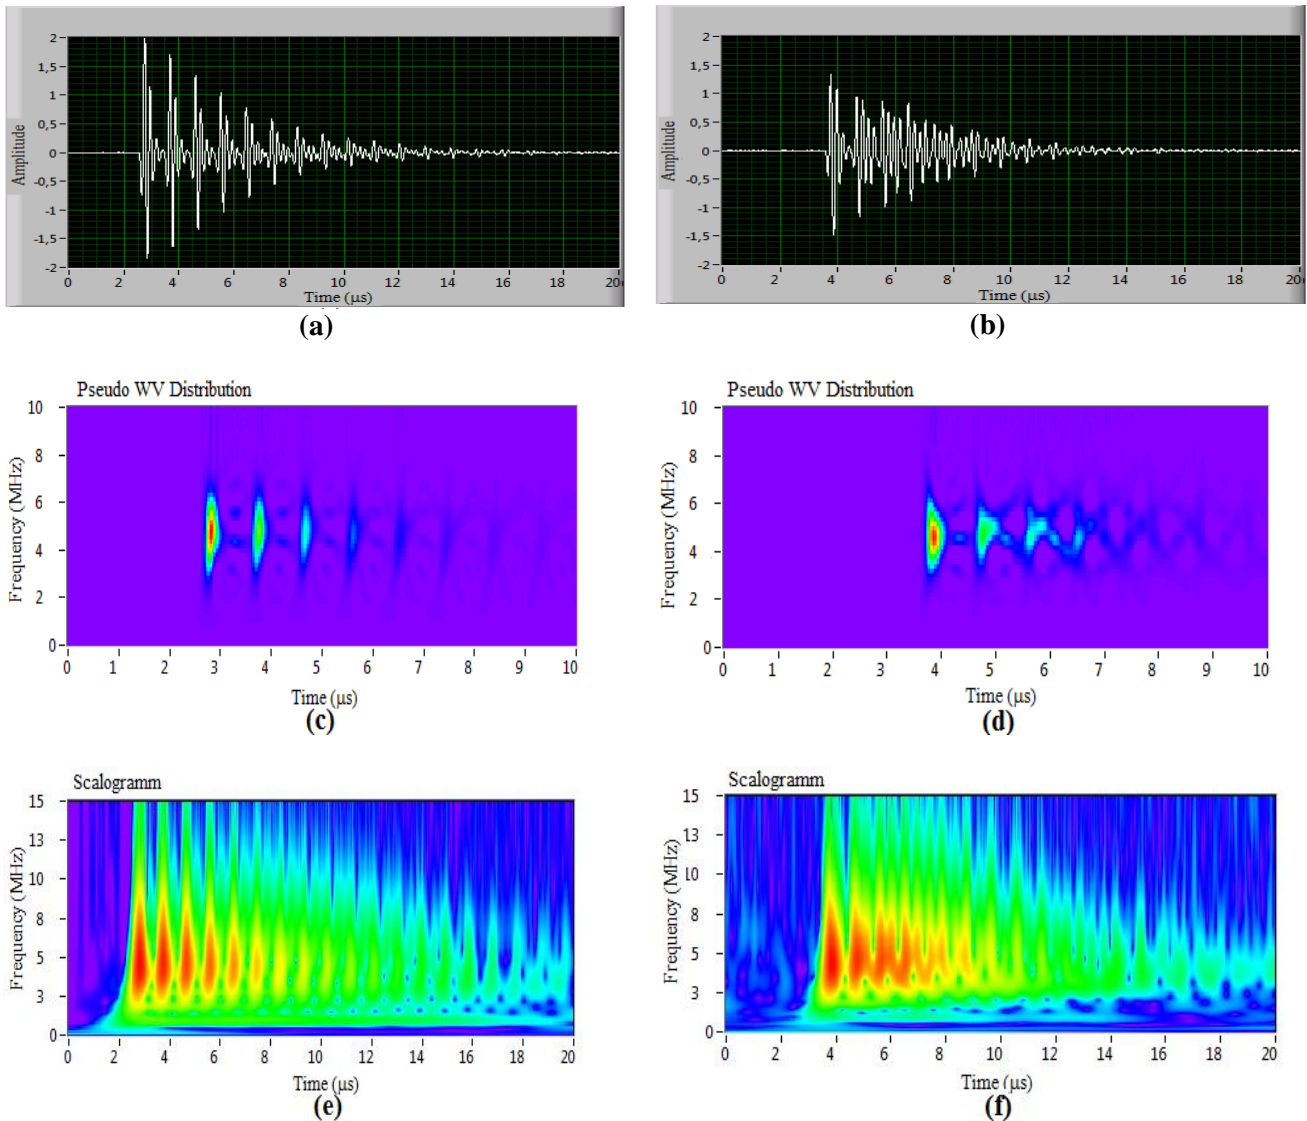 2
1,5
1
0,5
0
-0,5
-1
-1,5
-2
Amplitude
0 2 4 6 8 10 12 14 16 18 20
Time (µs)
(a)
2
1,5
1
0,5
0
-0,5
-1
-1,5
-2
Amplitude
0 2 4 6 8 10 12 14 16 18 20
Time (µs)
(b)
Pseudo WV Distribution
10
8
6
4
2
0
Frequency (MHz)
0 1 2 3 4 5 6 7 8 9 10
Time (µs)
(c)
Pseudo WV Distribution
10
8
6
4
2
0
Frequency (MHz)
0 1 2 3 4 5 6 7 8 9 10
Time (µs)
(d)
Scalogramm
15
13
10
8
5
3
0
Frequency (MHz)
0 2 4 6 8 10 12 14 16 18 20
Time (µs)
(e)
Scalogramm
15
13
10
8
5
3
0
Frequency (MHz)
0 2 4 6 8 10 12 14 16 18 20
Time (µs)
(f)